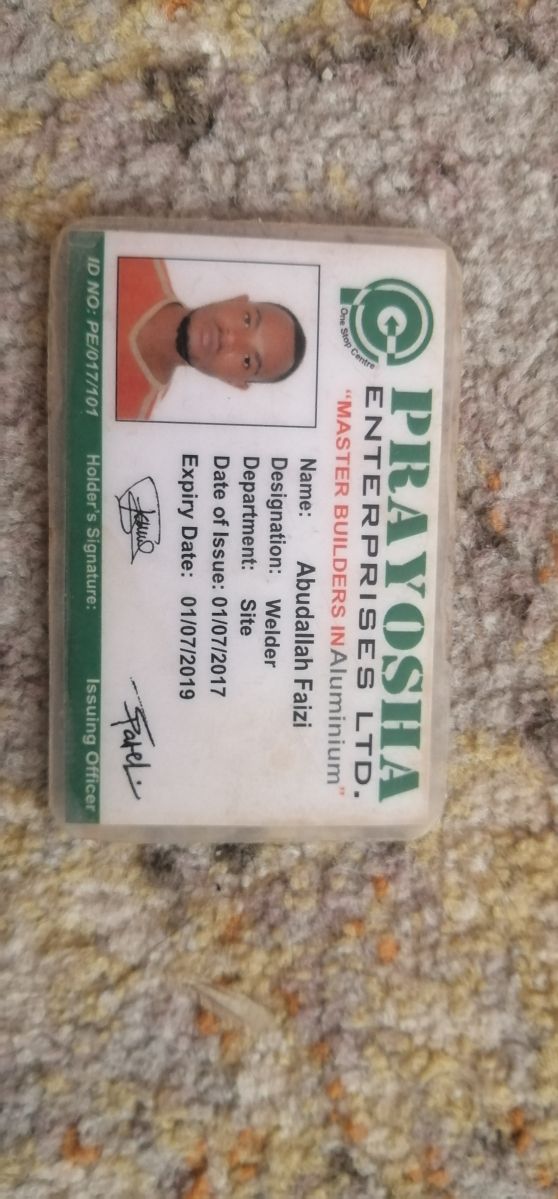 PRAYOSHA
ENTERPRISES LTD.
"MASTER BUILDERS IN Aluminium"
One Stop Centre
Name: Abudallah Faizi
Designation: Welder
Department: Site
Date of Issue: 01/07/2017
Expiry Date: 01/07/2019
ID NO: PE/017/101 Holder's Signature: Issuing Officer